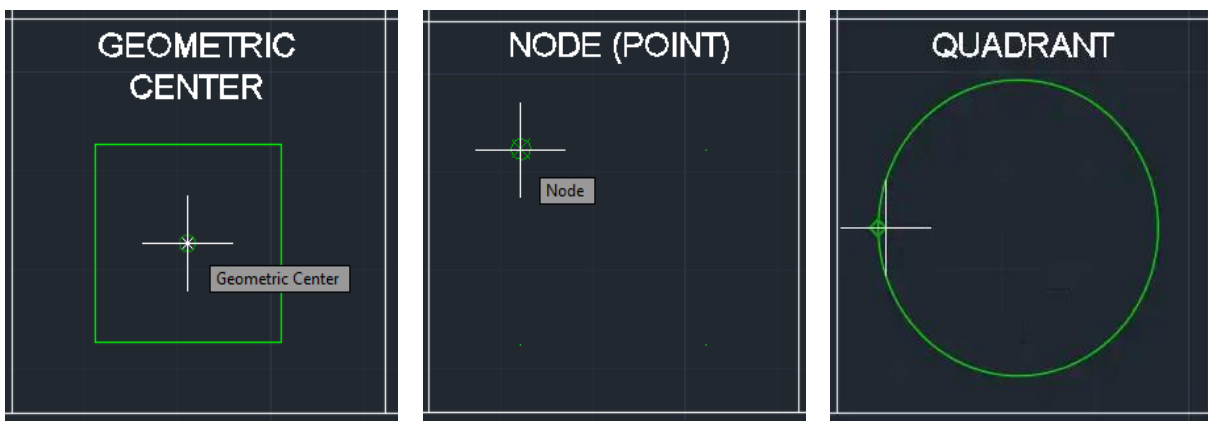 GEOMETRIC
CENTER
Geometric Center
NODE (POINT)
Node
QUADRANT